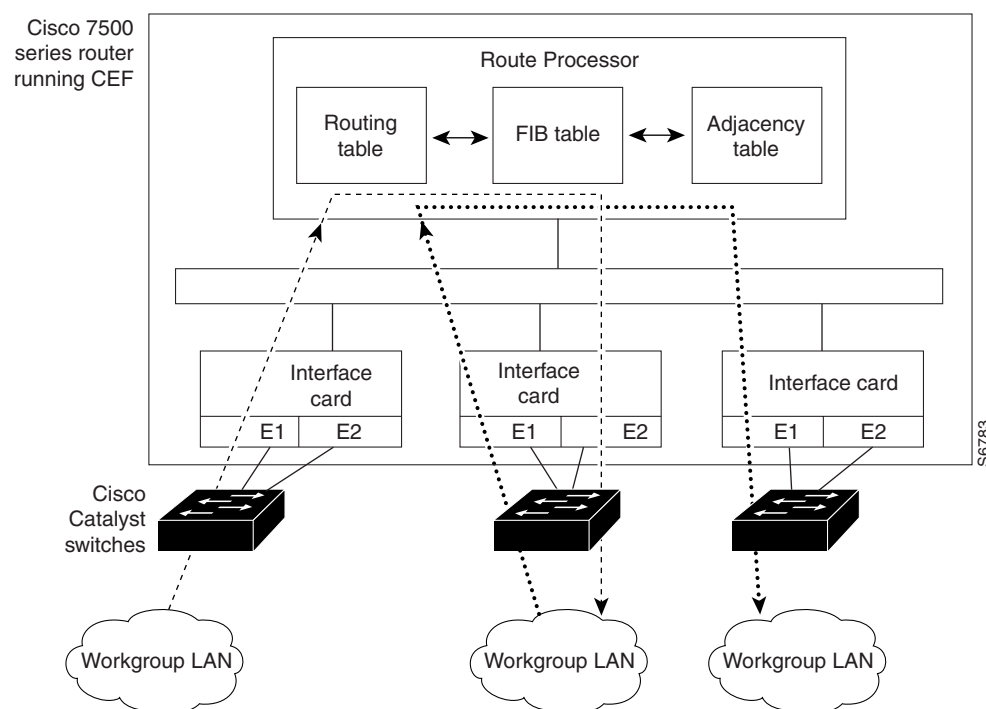 Cisco 7500
series router
running CEF
Route Processor
Routing
table
FIB table
Adjacency
table
Interface
card
E1
E2
Interface
card
E1
E2
Interface card
E1
E2
S6783
Cisco
Catalyst
switches
Workgroup LAN
Workgroup LAN
Workgroup LAN